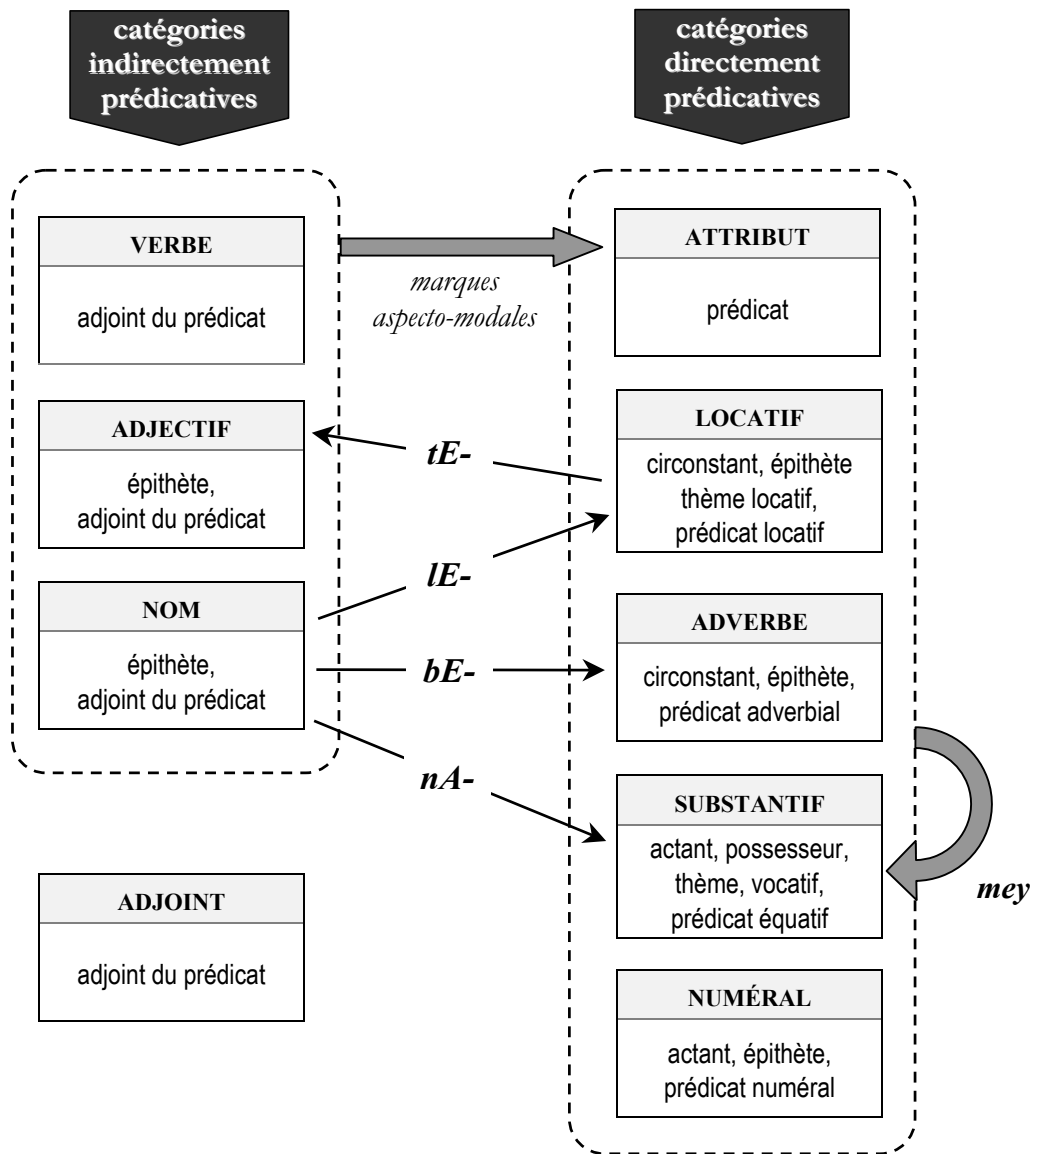 catégories
indirectement
prédicatives
catégories
directement
prédicatives
VERBE
adjoint du prédicat
marques
aspecto-modales
ATTRIBUT
prédicat
ADJECTIF
épithète,
adjoint du prédicat
tE-
LOCATIF
circonstant, épithète
thème locatif,
prédicat locatif
lE-
NOM
épithète,
adjoint du prédicat
bE-
ADVERBE
circonstant, épithète,
prédicat adverbial
nA-
SUBSTANTIF
actant, possesseur,
thème, vocatif,
prédicat équatif
mey
ADJOINT
adjoint du prédicat
NUMÉRAL
actant, épithète,
prédicat numéral